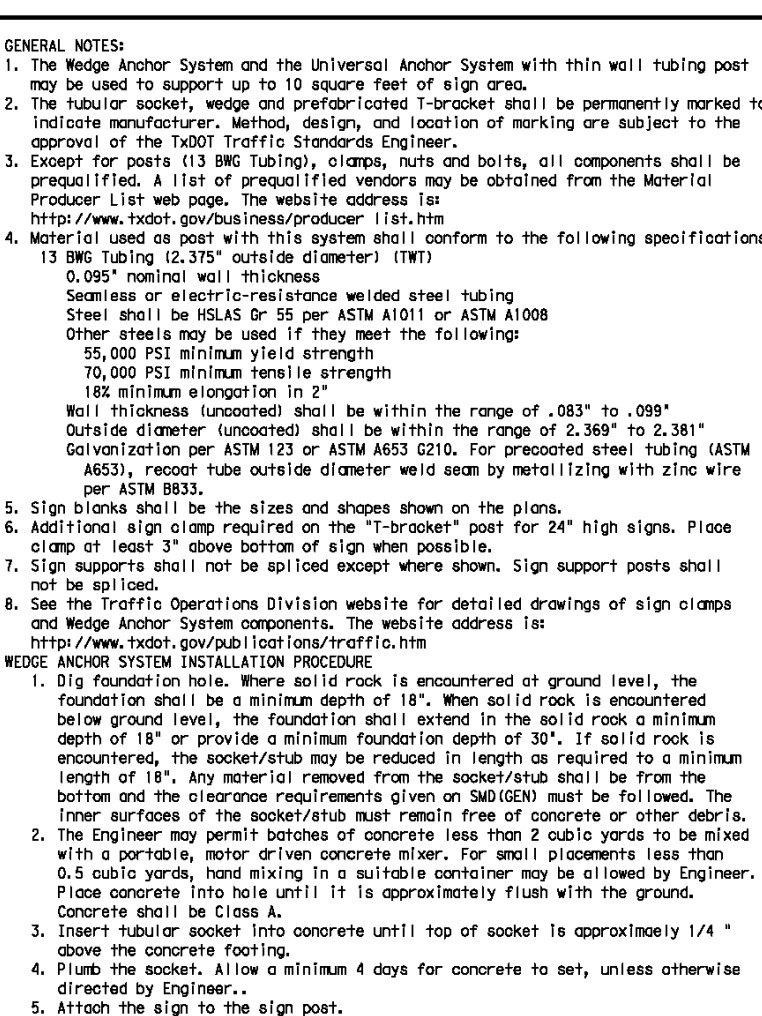 GENERAL NOTES:
1. The Wedge Anchor System and the Universal Anchor System with thin wall tubing post
may be used to support up to 10 square feet of sign area.
2. The tubular socket, wedge and prefabricated T-bracket shall be permanently marked to
indicate manufacturer. Method, design, and location of marking are subject to the
approval of the TxDOT Traffic Standards Engineer.
3. Except for posts (13 BWG Tubing), clamps, nuts and bolts, all components shall be
prequalified. A list of prequalified vendors may be obtained from the Material
Producer List web page. The website address is:
http://www.txdot.gov/business/producer list.htm
4. Material used as post with this system shall conform to the following specifications
13 BWG Tubing (2.375" outside diameter) (TWT)
0.095" nominal wall thickness
Seamless or electric-resistance welded steel tubing
Steel shall be HSLAS Gr 55 per ASTM A1011 or ASTM A1008
Other steels may be used if they meet the following:
55,000 PSI minimum yield strength
70,000 PSI minimum tensile strength
18% minimum elongation in 2"
Wall thickness (uncoated) shall be within the range of .083" to .099"
Outside diameter (uncoated) shall be within the range of 2.369" to 2.381"
Galvanization per ASTM 123 or ASTM A653 G210. For precoated steel tubing (ASTM
A653), recoat tube outside diameter weld seam by metallizing with zinc wire
per ASTM B833.
5. Sign blanks shall be the sizes and shapes shown on the plans.
6. Additional sign clamp required on the "T-bracket" post for 24" high signs. Place
clamp at least 3" above bottom of sign when possible.
7. Sign supports shall not be spliced except where shown. Sign support posts shall
not be spliced.
8. See the Traffic Operations Division website for detailed drawings of sign clamps
and Wedge Anchor System components. The website address is:
http://www.txdot.gov/publications/traffic.htm
WEDGE ANCHOR SYSTEM INSTALLATION PROCEDURE
1. Dig foundation hole. Where solid rock is encountered at ground level, the
foundation shall be a minimum depth of 18". When solid rock is encountered
below ground level, the foundation shall extend in the solid rock a minimum
depth of 18" or provide a minimum foundation depth of 30". If solid rock is
encountered, the socket/stub may be reduced in length as required to a minimum
length of 18". Any material removed from the socket/stub shall be from the
bottom and the clearance requirements given on SMD(GEN) must be followed. The
inner surfaces of the socket/stub must remain free of concrete or other debris.
2. The Engineer may permit batches of concrete less than 2 cubic yards to be mixed
with a portable, motor driven concrete mixer. For small placements less than
0.5 cubic yards, hand mixing in a suitable container may be allowed by Engineer.
Place concrete into hole until it is approximately flush with the ground.
Concrete shall be Class A.
3. Insert tubular socket into concrete until top of socket is approximaely 1/4 "
above the concrete footing.
4. Plumb the socket. Allow a minimum 4 days for concrete to set, unless otherwise
directed by Engineer..
5. Attach the sign to the sign post.